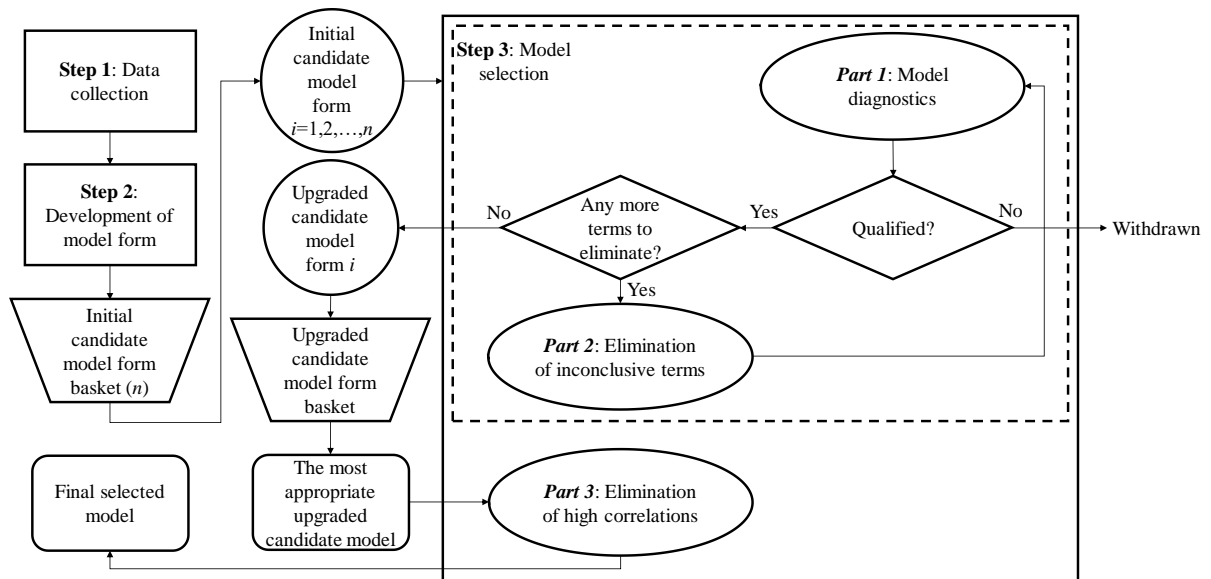 Step 1: Data
collection
Step 2:
Development of
model form
Initial
candidate
model form
basket (n)
Initial
candidate
model
form
i=1,2,…,n
Step 3: Model
selection
Part 1: Model
diagnostics
Qualified?
No
Withdrawn
Yes
Any more
terms to
eliminate?
No
Yes
Part 2: Elimination
of inconclusive terms
Upgraded
candidate
model
form i
Upgraded
candidate
model form
basket
The most
appropriate
upgraded
candidate model
Part 3: Elimination
of high correlations
Final selected
model